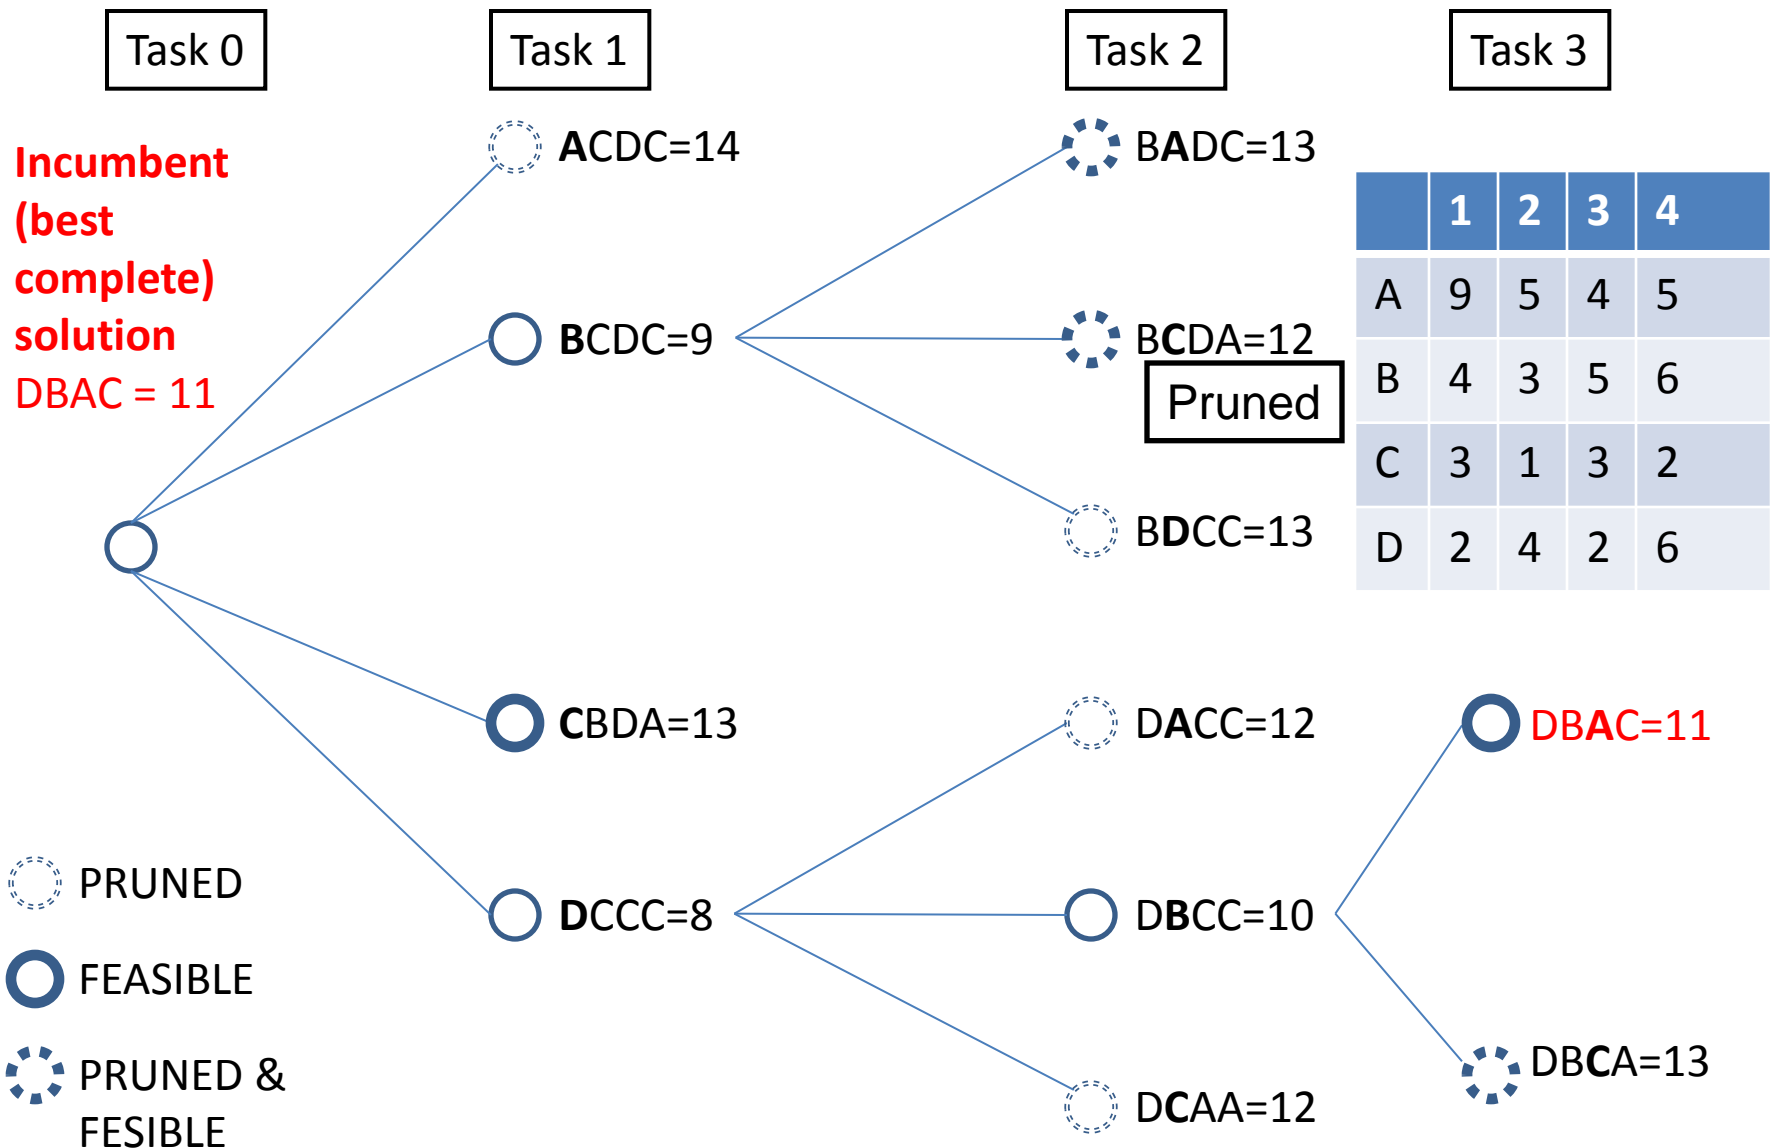 Task 0
Task 1
Task 2
Task 3
Incumbent
(best
complete)
solution
DBAC = 11
ACDC=14
BCDC=9
CBDA=13
DCCC=8
BADC=13
BCDA=12
Pruned
BDCC=13
DACC=12
DBCC=10
DCAA=12
DBAC=11
DBCA=13
1 2 3 4
A 9 5 4 5
B 4 3 5 6
C 3 1 3 2
D 2 4 2 6
PRUNED
FEASIBLE
PRUNED &
FESIBLE